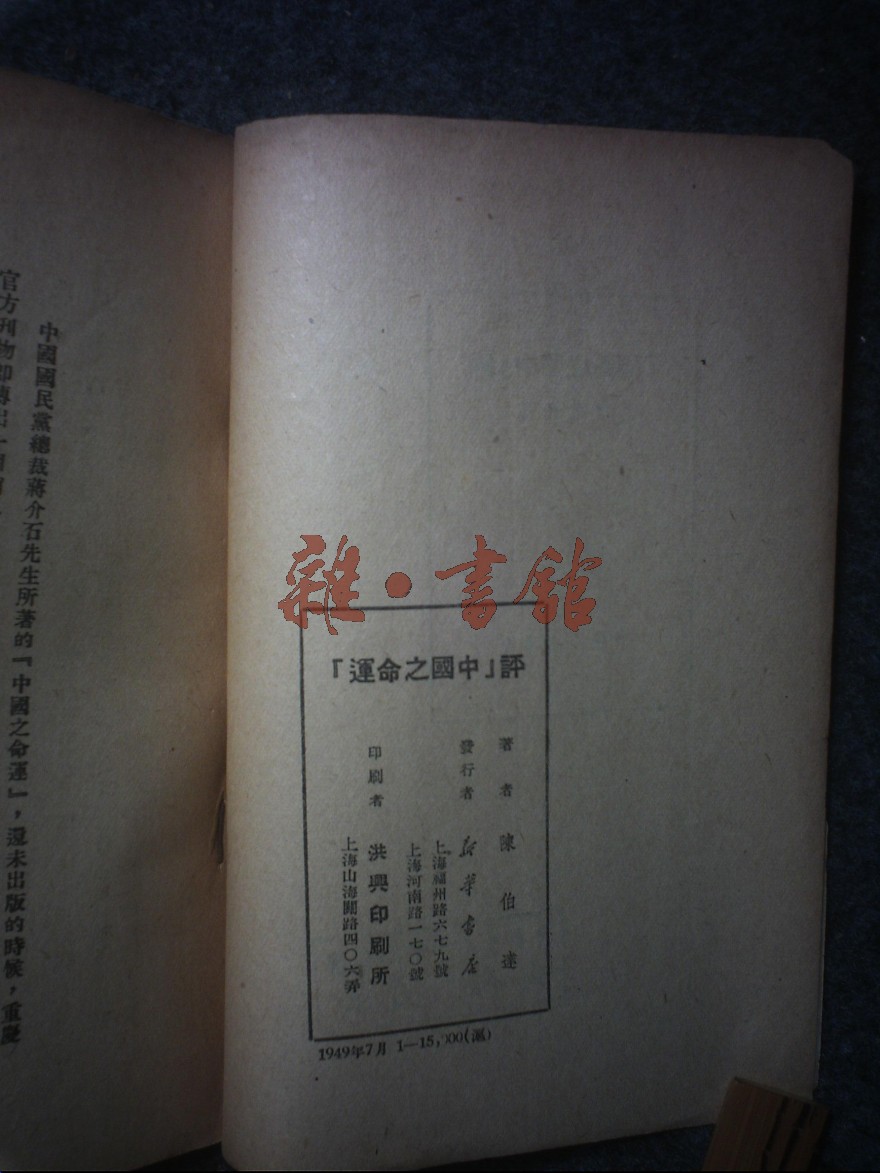 雜·書館
評「中國之命運」
著者 陳伯達
發行者 新華書店
上海福州路六七九號
上海河南路一七〇號
印刷者 洪興印刷所
上海山海關路四〇六弄
1949年7月 1—15,000(滬)
中國國民黨總裁蔣介石先生所著的『中國之命運』，還未出版的時候，重慶
官方刊物即傳出一個